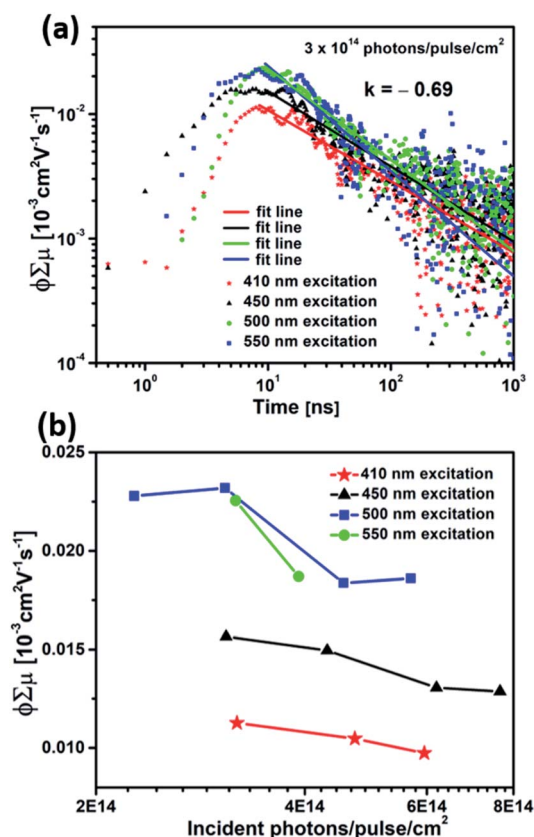 (a)
3 x 10¹⁴ photons/pulse/cm²
k = – 0.69
ϕΣμ [10⁻³cm²V⁻¹s⁻¹]
10⁻²
10⁻³
10⁻⁴
fit line
fit line
fit line
fit line
410 nm excitation
450 nm excitation
500 nm excitation
550 nm excitation
10⁰ 10¹ 10² 10³
Time [ns]
(b)
ϕΣμ [10⁻³cm²V⁻¹s⁻¹]
0.025
0.020
0.015
0.010
410 nm excitation
450 nm excitation
500 nm excitation
550 nm excitation
2E14 4E14 6E14 8E14
Incident photons/pulse/cm²